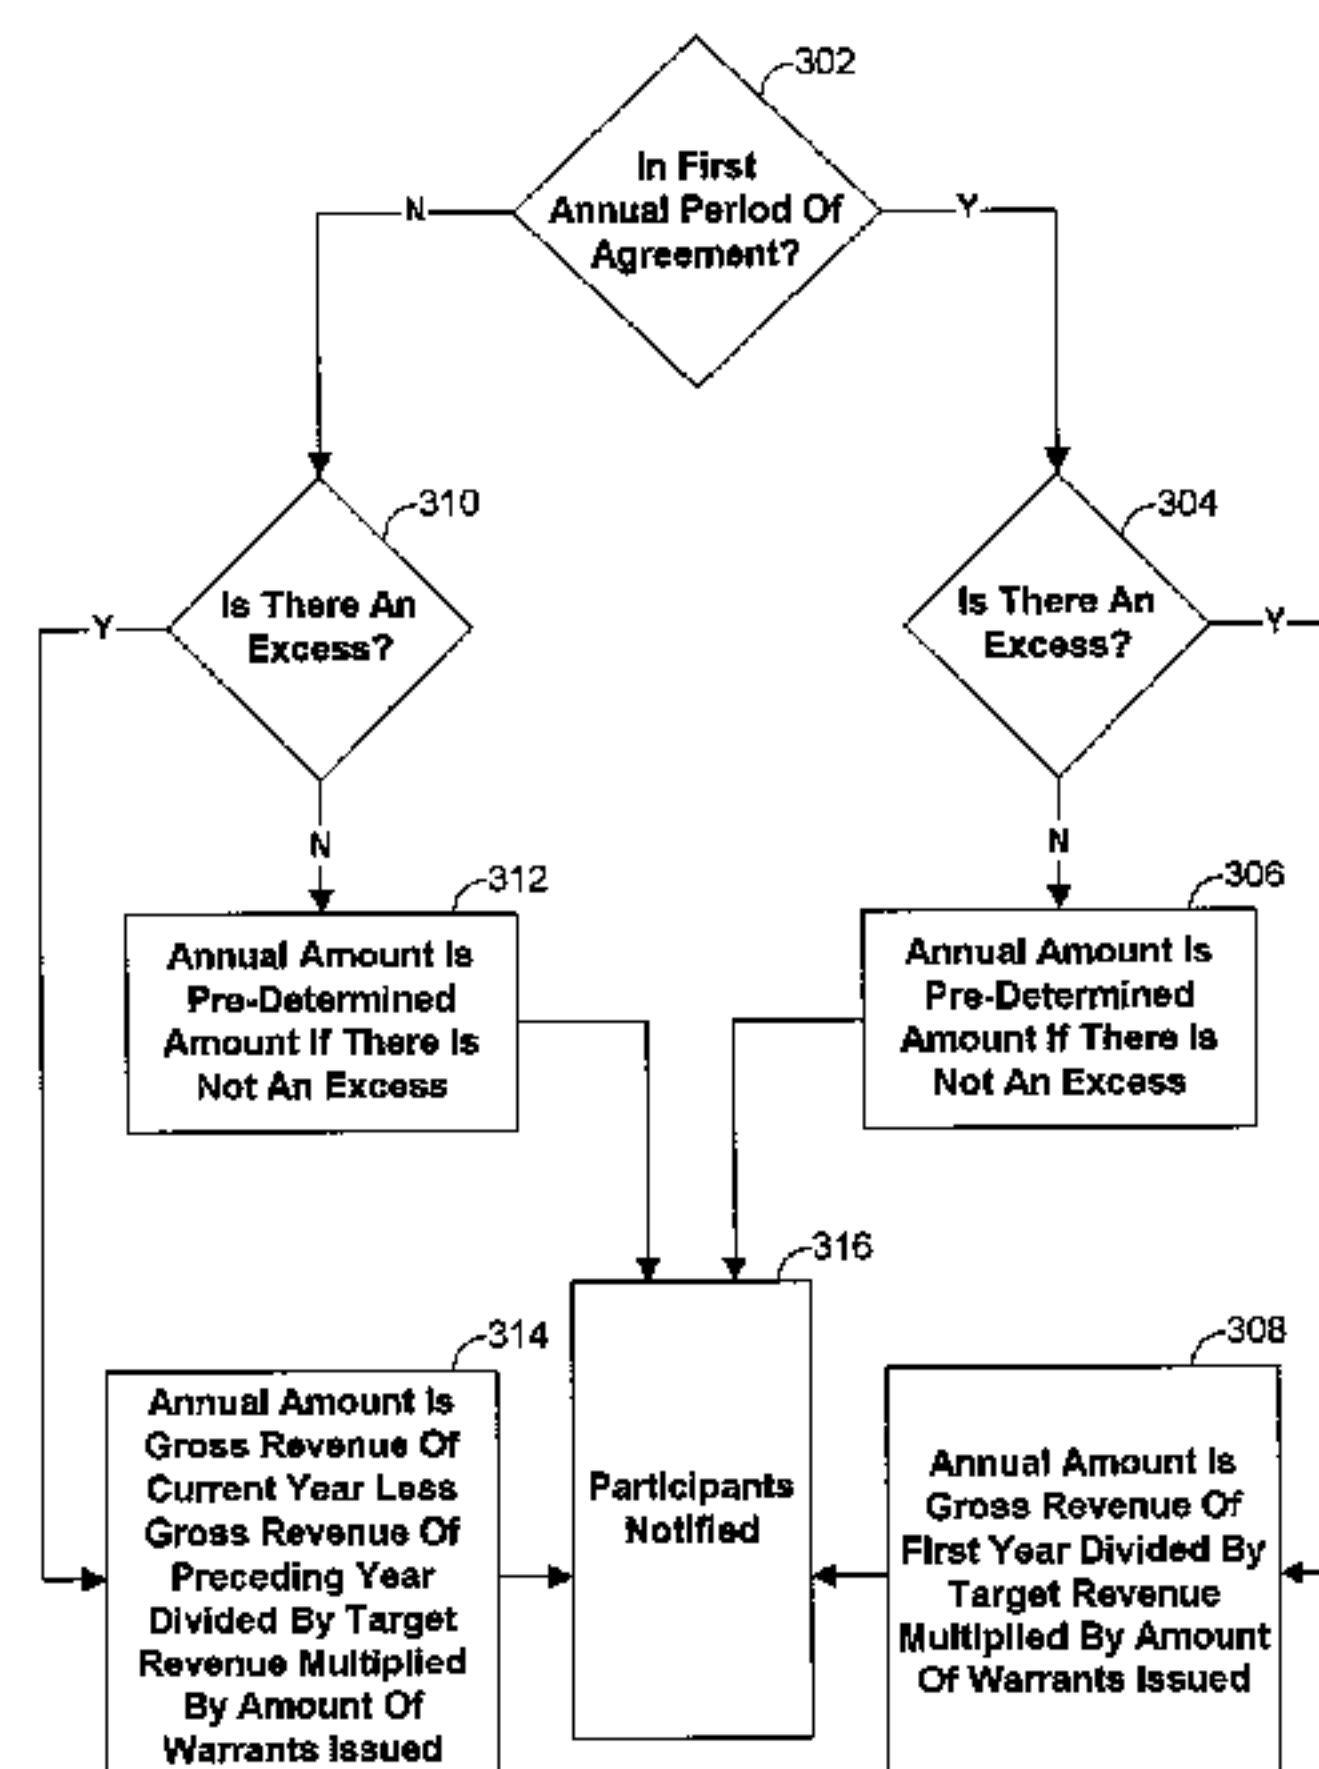 302
In First
Annual Period Of
Agreement?
N
Y
310
Is There An
Excess?
Y
N
304
Is There An
Excess?
Y
N
312
Annual Amount Is
Pre-Determined
Amount If There Is
Not An Excess
306
Annual Amount Is
Pre-Determined
Amount If There Is
Not An Excess
316
Participants
Notified
314
Annual Amount Is
Gross Revenue Of
Current Year Less
Gross Revenue Of
Preceding Year
Divided By Target
Revenue Multiplied
By Amount Of
Warrants Issued
308
Annual Amount Is
Gross Revenue Of
First Year Divided By
Target Revenue
Multiplied By Amount
Of Warrants Issued